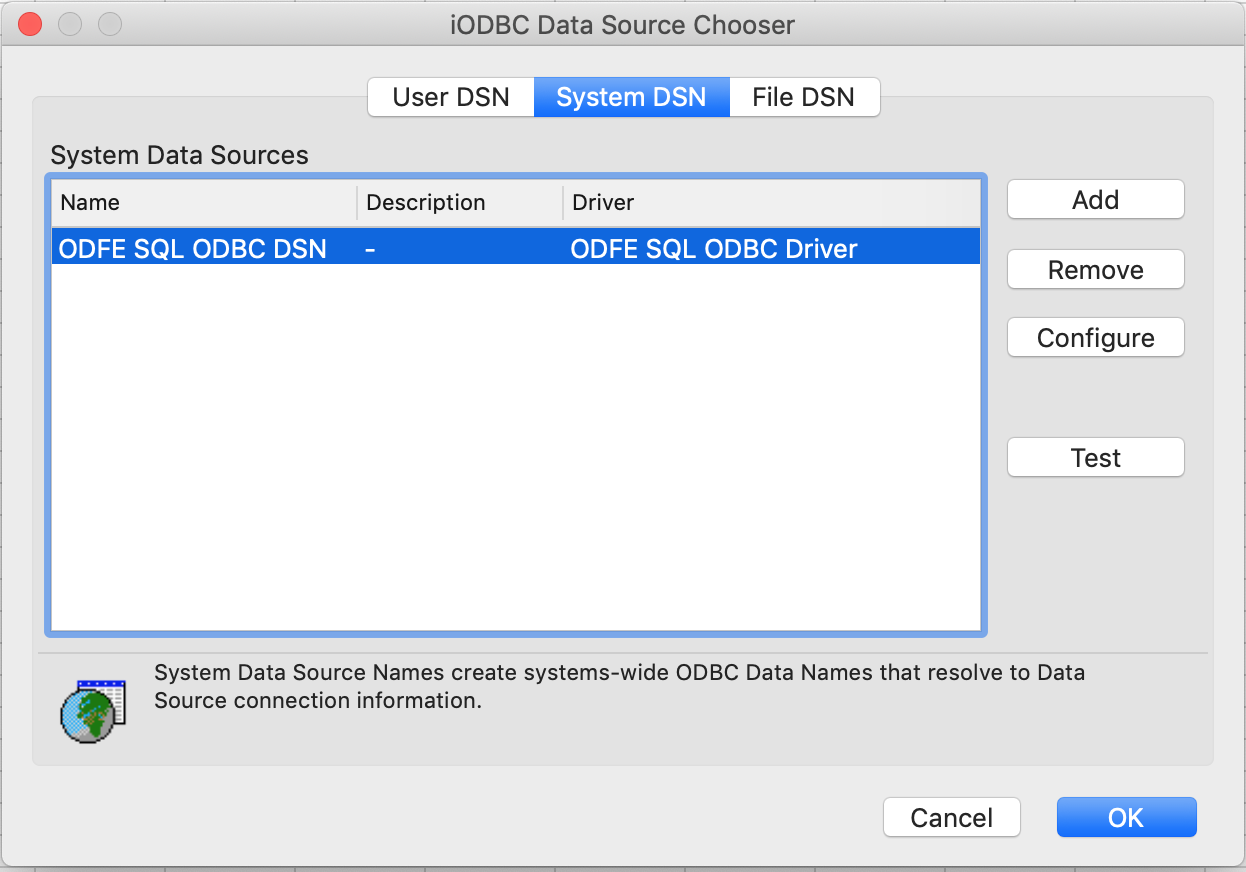 iODBC Data Source Chooser
User DSN System DSN File DSN
System Data Sources
Name Description Driver
ODFE SQL ODBC DSN - ODFE SQL ODBC Driver
Add
Remove
Configure
Test
System Data Source Names create systems-wide ODBC Data Names that resolve to Data
Source connection information.
Cancel OK